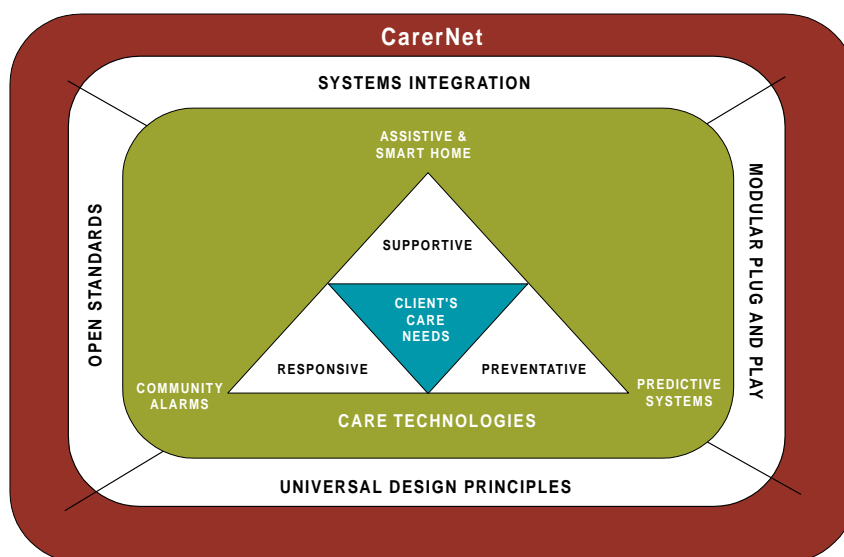 CarerNet
SYSTEMS INTEGRATION
ASSISTIVE &
SMART HOME
OPEN STANDARDS
MODULAR PLUG AND PLAY
SUPPORTIVE
CLIENT'S
CARE
NEEDS
RESPONSIVE
PREVENTATIVE
COMMUNITY
ALARMS
PREDICTIVE
SYSTEMS
CARE TECHNOLOGIES
UNIVERSAL DESIGN PRINCIPLES